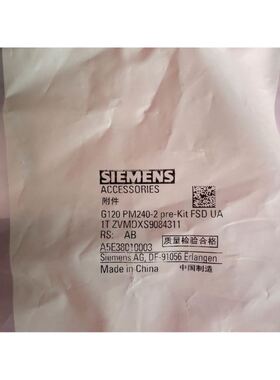 SIEMENS
ACCESSORIES
附件
G120 PM240-2 pre-Kit FSD UA
1T ZVMDXS9084311
RS: AB
A5E38010003
质量检验合格
Siemens AG, DF-91056 Erlangen
Made in China 中国制造